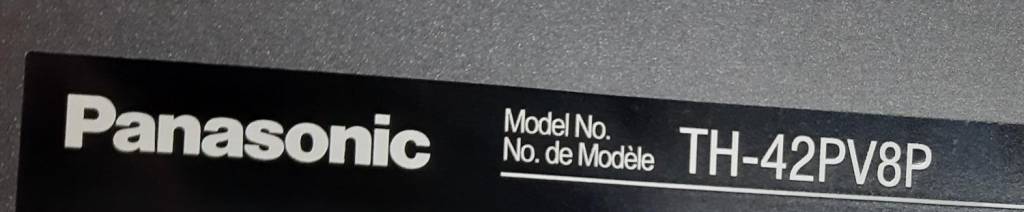 Panasonic
Model No.
No. de Modèle
TH-42PV8P